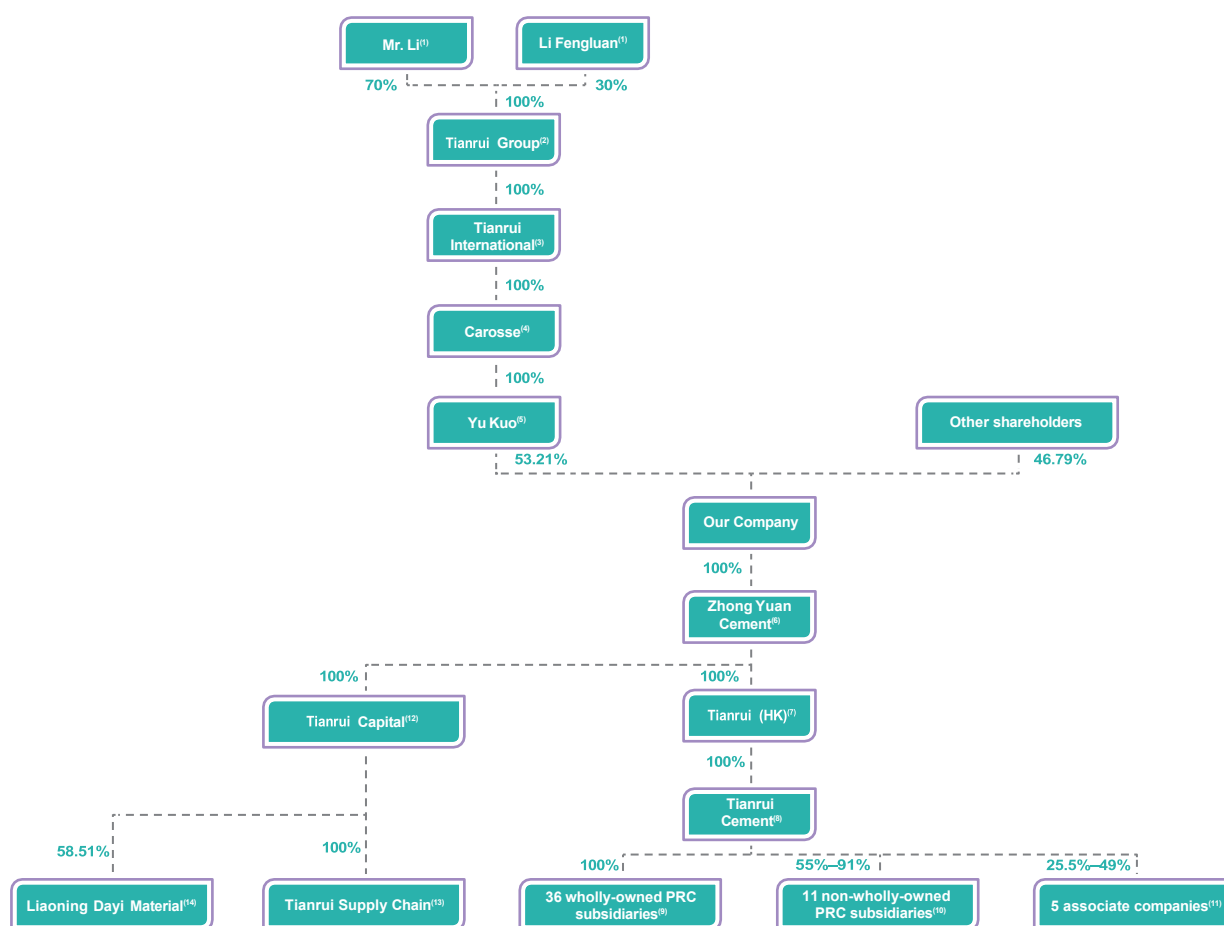 Mr. Li(1)
Li Fengluan(1)
70%
30%
100%
Tianrui Group(2)
100%
Tianrui
International(3)
100%
Carosse(4)
100%
Yu Kuo(5)
Other shareholders
53.21%
46.79%
Our Company
100%
Zhong Yuan
Cement(6)
100%
100%
Tianrui Capital(12)
Tianrui (HK)(7)
100%
Tianrui
Cement(8)
58.51%
100%
100%
55%–91%
25.5%–49%
Liaoning Dayi Material(14)
Tianrui Supply Chain(13)
36 wholly-owned PRC
subsidiaries(9)
11 non-wholly-owned
PRC subsidiaries(10)
5 associate companies(11)